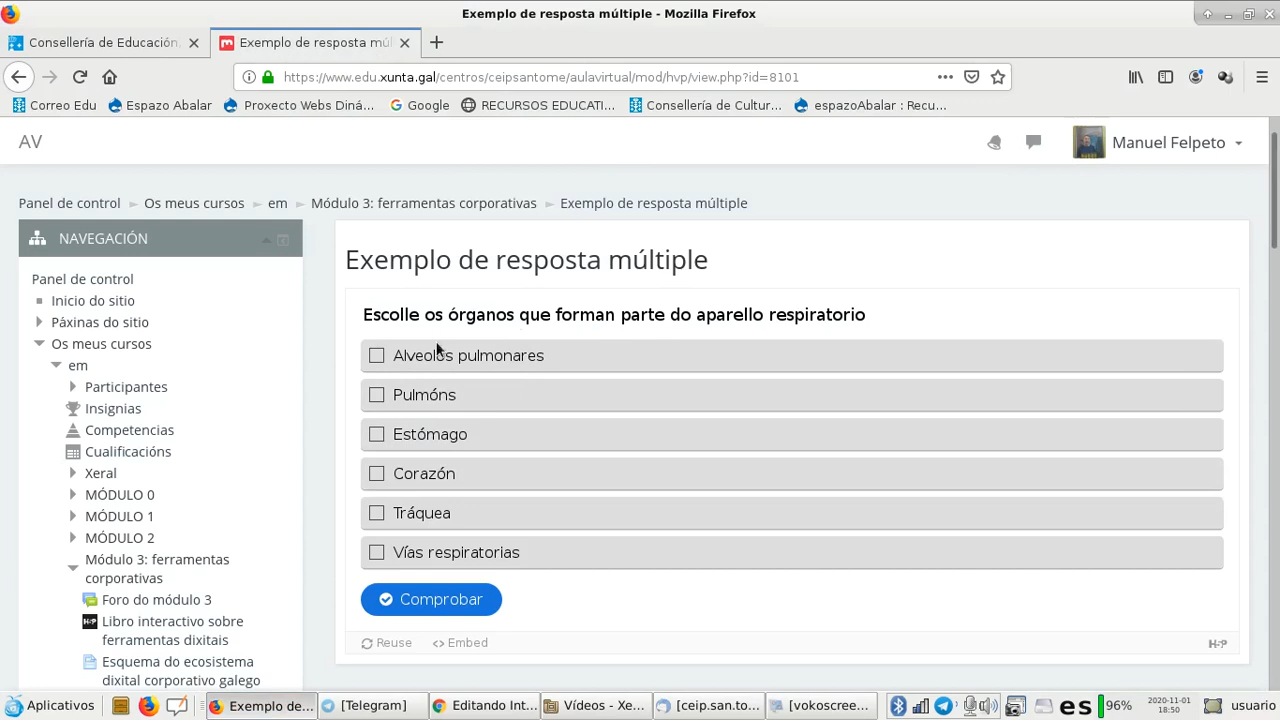 Exemplo de resposta múltiple - Mozilla Firefox
Consellería de Educación,
Exemplo de resposta múl
https://www.edu.xunta.gal/centros/ceipsantome/aulavirtual/mod/hvp/view.php?id=8101
Correo Edu Espazo Abalar Proxecto Webs Diná... Google RECURSOS EDUCATI... Consellería de Cultur... espazoAbalar : Recu...
AV
Manuel Felpeto
Panel de control Os meus cursos em Módulo 3: ferramentas corporativas Exemplo de resposta múltiple
NAVEGACIÓN
Panel de control
Inicio do sitio
Páxinas do sitio
Os meus cursos
em
Participantes
Insignias
Competencias
Cualificacións
Xeral
MÓDULO 0
MÓDULO 1
MÓDULO 2
Módulo 3: ferramentas
corporativas
Foro do módulo 3
H-P Libro interactivo sobre
ferramentas dixitais
Esquema do ecosistema
dixital corporativo galego
Exemplo de resposta múltiple
Escolle os órganos que forman parte do aparello respiratorio
Alveolos pulmonares
Pulmóns
Estómago
Corazón
Tráquea
Vías respiratorias
Comprobar
Reuse <> Embed
H-P
Aplicativos
Exemplo de...
[Telegram]
Editando Int...
Vídeos - Xe...
[ceip.san.to...
[vokoscree...
es
96%
2020-11-01
18:50
usuario